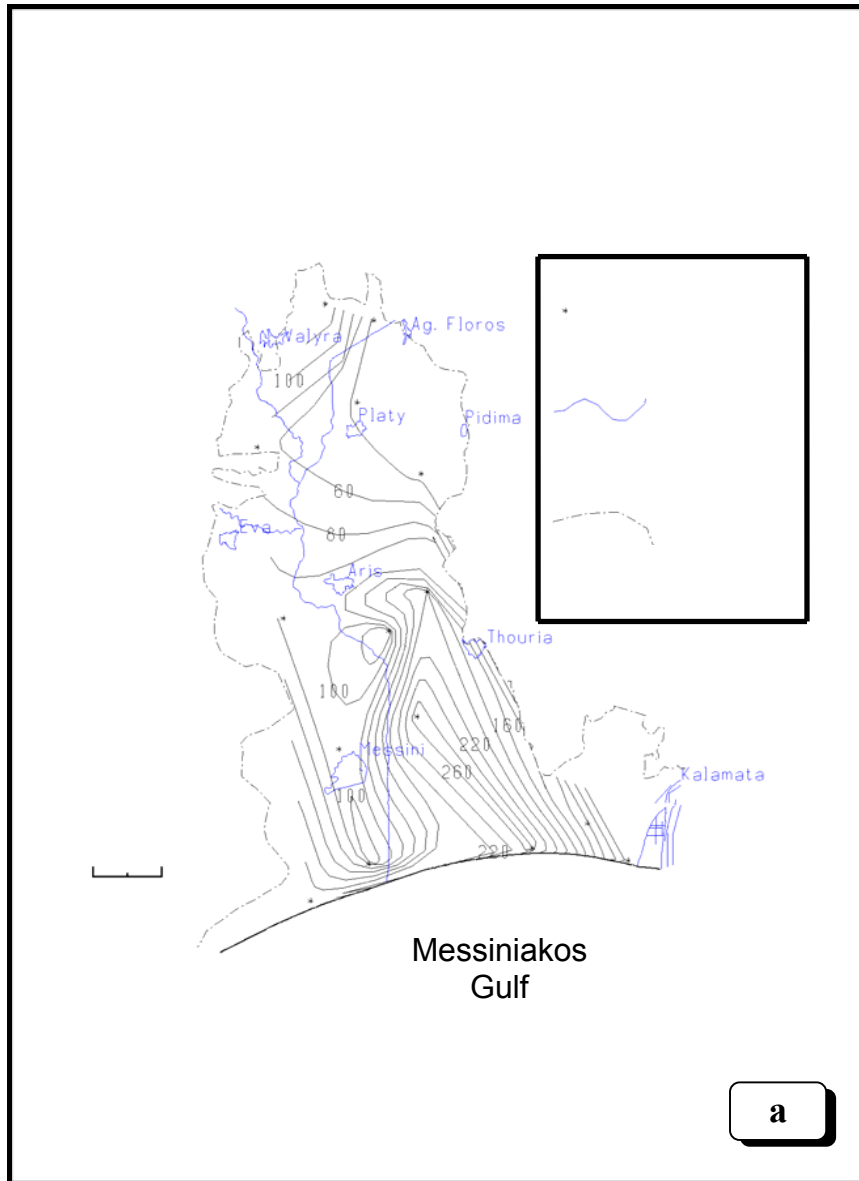 Valyra
Ag. Floros
100
Platy
Pidima
60
Eva
80
Aris
Thouria
100
160
220
Messini
260
Kalamata
100
220
Messiniakos
Gulf
a